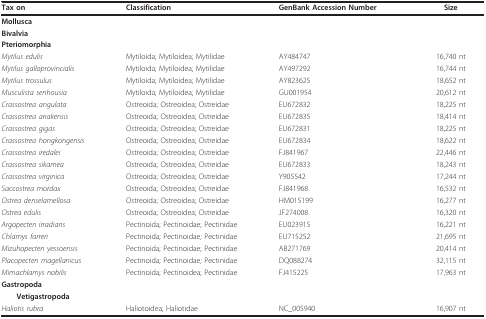 Tax on Classification GenBank Accession Number Size
Mollusca
Bivalvia
Pteriomorphia
Mytilus edulis Mytiloida; Mytiloidea; Mytilidae AY484747 16,740 nt
Mytilus galloprovincialis Mytiloida; Mytiloidea; Mytilidae AY497292 16,744 nt
Mytilus trossulus Mytiloida; Mytiloidea; Mytilidae AY823625 18,652 nt
Musculista senhousia Mytiloida; Mytiloidea; Mytilidae GU001954 20,612 nt
Crassostrea angulata Ostreoida; Ostreoidea; Ostreidae EU672832 18,225 nt
Crassostrea ariakensis Ostreoida; Ostreoidea; Ostreidae EU672835 18,414 nt
Crassostrea gigas Ostreoida; Ostreoidea; Ostreidae EU672831 18,225 nt
Crassostrea hongkongensis Ostreoida; Ostreoidea; Ostreidae EU672834 18,622 nt
Crassostrea iredalei Ostreoida; Ostreoidea; Ostreidae FJ841967 22,446 nt
Crassostrea sikamea Ostreoida; Ostreoidea; Ostreidae EU672833 18,243 nt
Crassostrea virginica Ostreoida; Ostreoidea; Ostreidae Y905542 17,244 nt
Saccostrea mordax Ostreoida; Ostreoidea; Ostreidae FJ841968 16,532 nt
Ostrea denselamellosa Ostreoida; Ostreoidea; Ostreidae HM015199 16,277 nt
Ostrea edulis Ostreoida; Ostreoidea; Ostreidae JF274008 16,320 nt
Argopecten irradians Pectinoida; Pectinoidae; Pectinidae EU023915 16,221 nt
Chlamys farreri Pectinoida; Pectinoidae; Pectinidae EU715252 21,695 nt
Mizuhopecten yessoensis Pectinoida; Pectinoidae; Pectinidae AB271769 20,414 nt
Placopecten magellanicus Pectinoida; Pectinoidae; Pectinidae DQ088274 32,115 nt
Mimachlamys nobilis Pectinoida; Pectinoidea; Pectinidae FJ415225 17,963 nt
Gastropoda
Vetigastropoda
Haliotis rubra Haliotoidea; Haliotidae NC_005940 16,907 nt